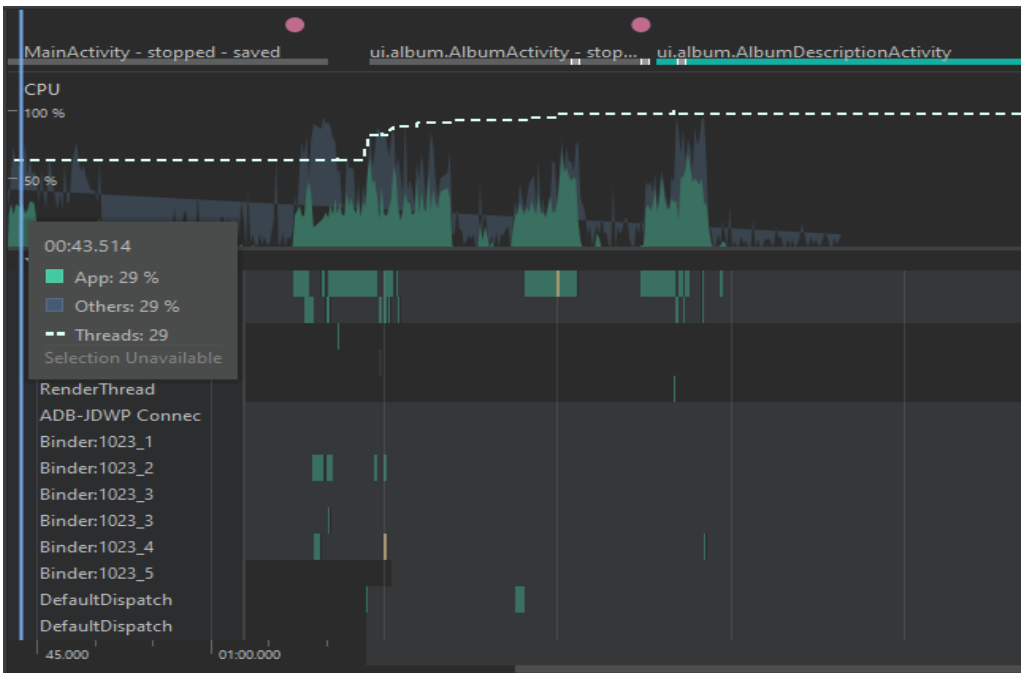 MainActivity - stopped - saved
ui.album.AlbumActivity - stop...
ui.album.AlbumDescriptionActivity
CPU
100 %
50 %
00:43.514
App: 29 %
Others: 29 %
Threads: 29
Selection Unavailable
RenderThread
ADB-JDWP Connec
Binder:1023_1
Binder:1023_2
Binder:1023_3
Binder:1023_3
Binder:1023_4
Binder:1023_5
DefaultDispatch
DefaultDispatch
45.000
01:00.000